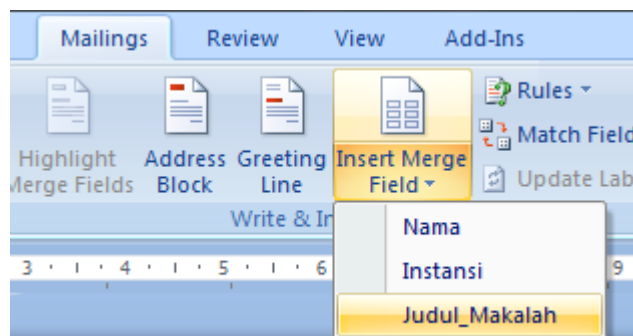 Mailings Review View Add-Ins
Highlight Merge Fields
Address Block
Greeting Line
Insert Merge Field
Rules
Match Field
Update Lab
Write & In
3 4 5 6 9
Nama
Instansi
Judul_Makalah